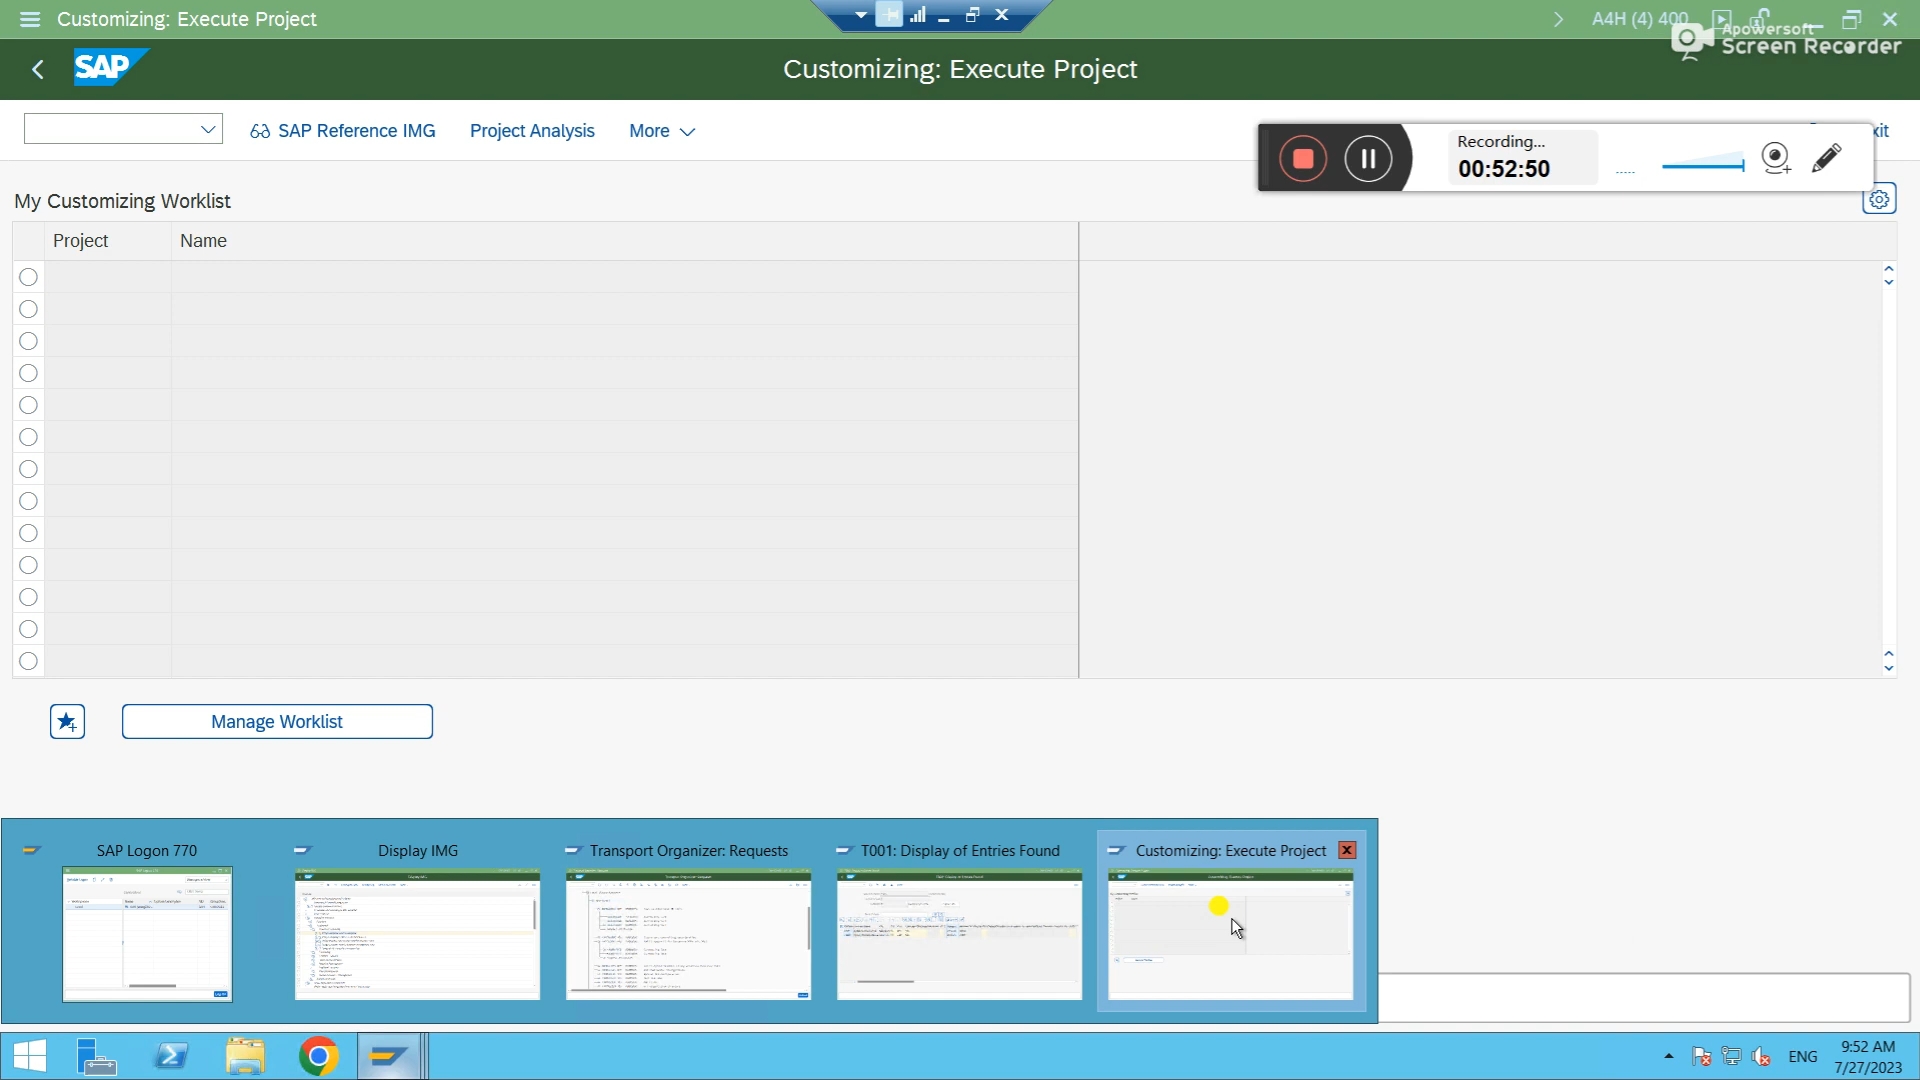 Customizing: Execute Project
A4H (4) 400
Apowersoft
Screen Recorder
SAP
Customizing: Execute Project
SAP Reference IMG
Project Analysis
More
Recording...
00:52:50
My Customizing Worklist
Project
Name
Manage Worklist
SAP Logon 770
Display IMG
Transport Organizer: Requests
T001: Display of Entries Found
Customizing: Execute Project
ENG
9:52 AM
7/27/2023